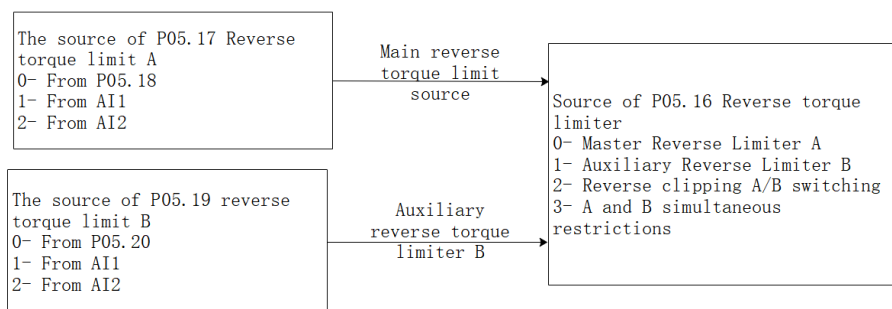 The source of P05.17 Reverse
torque limit A
0- From P05.18
1- From AI1
2- From AI2
Main reverse
torque limit
source
The source of P05.19 reverse
torque limit B
0- From P05.20
1- From AI1
2- From AI2
Auxiliary
reverse torque
limiter B
Source of P05.16 Reverse torque
limiter
0- Master Reverse Limiter A
1- Auxiliary Reverse Limiter B
2- Reverse clipping A/B switching
3- A and B simultaneous
restrictions